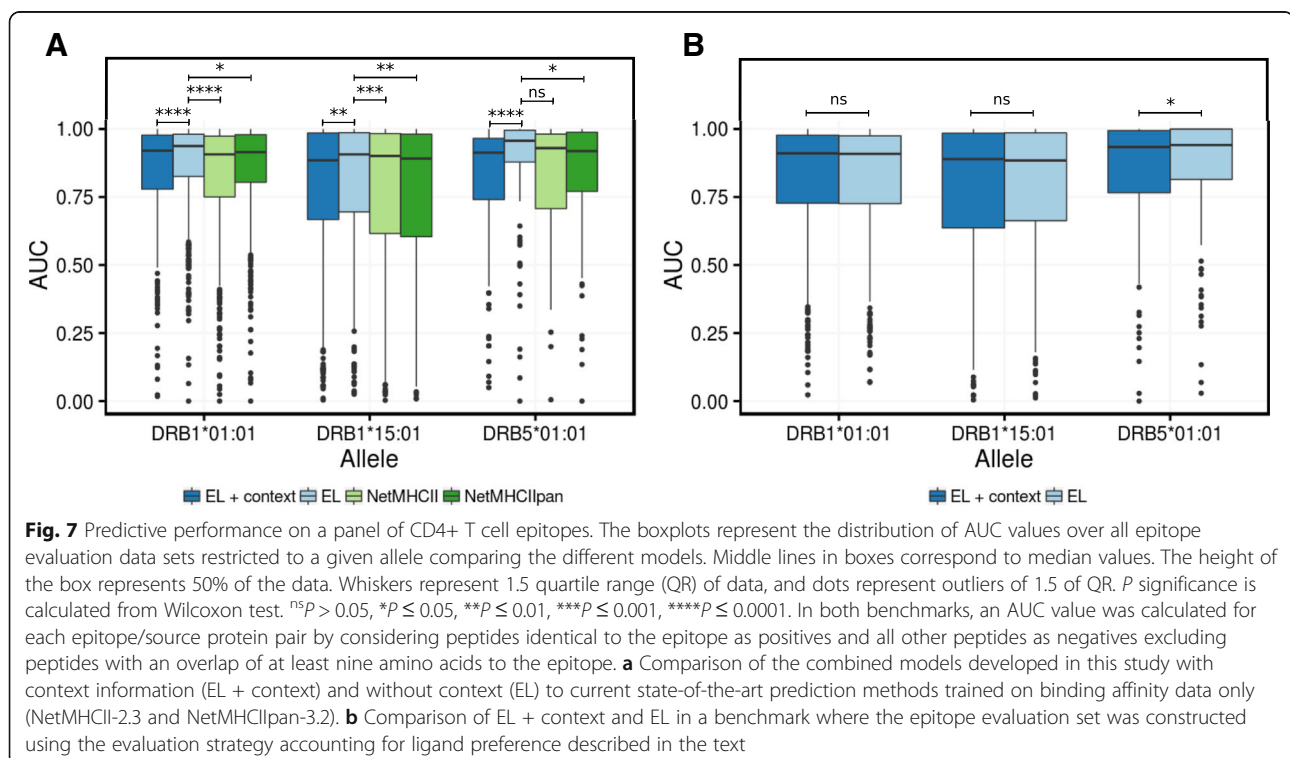 A
B
* ** *
**** *** ns
**** ** ****
ns ns *
1.00
0.75
0.50
0.25
0.00
AUC
DRB1*01:01 DRB1*15:01 DRB5*01:01
Allele
EL + context EL NetMHCII NetMHCIIpan
1.00
0.75
0.50
0.25
0.00
AUC
DRB1*01:01 DRB1*15:01 DRB5*01:01
Allele
EL + context EL
Fig. 7 Predictive performance on a panel of CD4+ T cell epitopes. The boxplots represent the distribution of AUC values over all epitope
evaluation data sets restricted to a given allele comparing the different models. Middle lines in boxes correspond to median values. The height of
the box represents 50% of the data. Whiskers represent 1.5 quartile range (QR) of data, and dots represent outliers of 1.5 of QR. P significance is
calculated from Wilcoxon test. nsP > 0.05, *P ≤ 0.05, **P ≤ 0.01, ***P ≤ 0.001, ****P ≤ 0.0001. In both benchmarks, an AUC value was calculated for
each epitope/source protein pair by considering peptides identical to the epitope as positives and all other peptides as negatives excluding
peptides with an overlap of at least nine amino acids to the epitope. a Comparison of the combined models developed in this study with
context information (EL + context) and without context (EL) to current state-of-the-art prediction methods trained on binding affinity data only
(NetMHCII-2.3 and NetMHCIIpan-3.2). b Comparison of EL + context and EL in a benchmark where the epitope evaluation set was constructed
using the evaluation strategy accounting for ligand preference described in the text